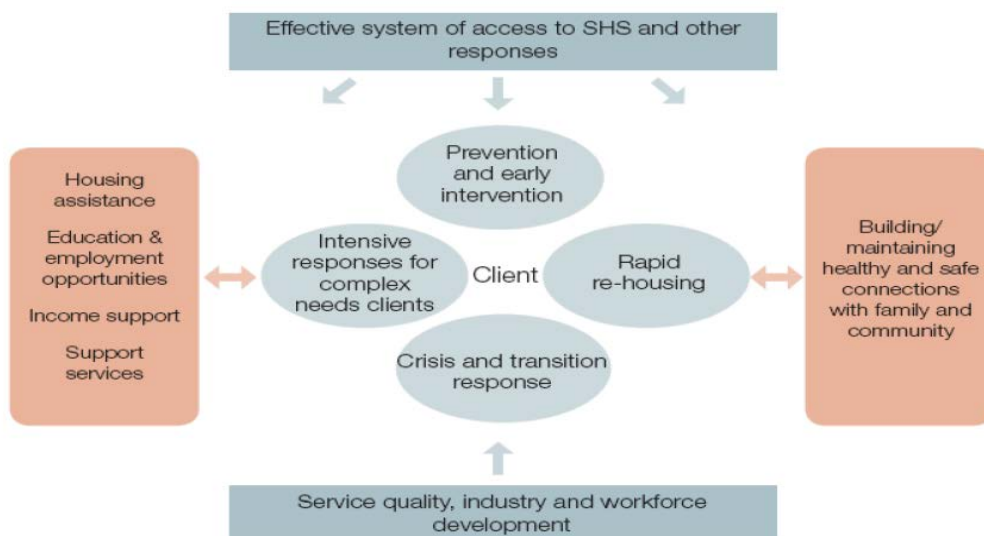 Effective system of access to SHS and other
responses
Prevention
and early
intervention
Housing
assistance
Education &
employment
opportunities
Income support
Support
services
Intensive
responses for
complex
needs clients
Client
Rapid
re-housing
Building/
maintaining
healthy and safe
connections
with family and
community
Crisis and transition
response
Service quality, industry and workforce
development